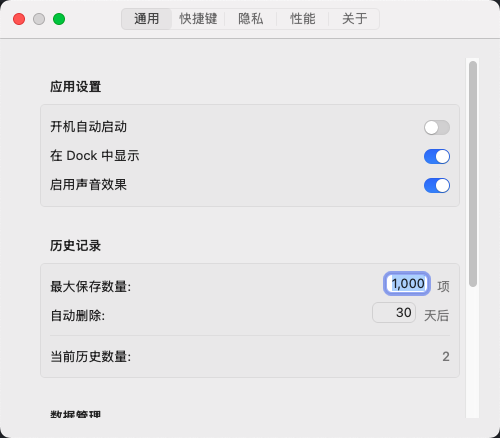 通用 快捷键 隐私 性能 关于
应用设置
开机自动启动
在 Dock 中显示
启用声音效果
历史记录
最大保存数量: 1,000 项
自动删除: 30 天后
当前历史数量: 2
数据管理